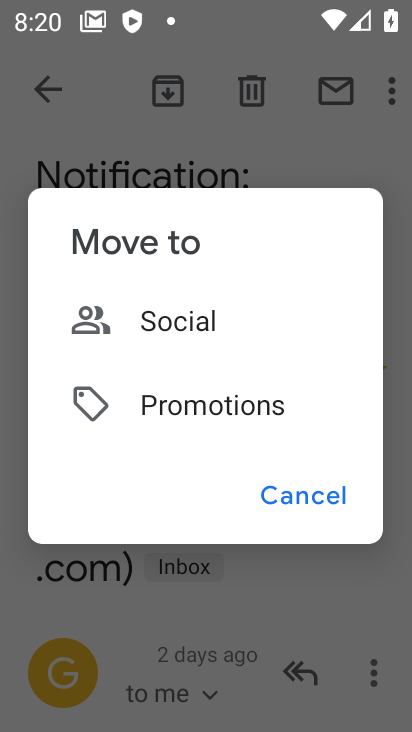 8:20
Notification:
Move to
Social
Promotions
Cancel
.com) Inbox
G
2 days ago
to me